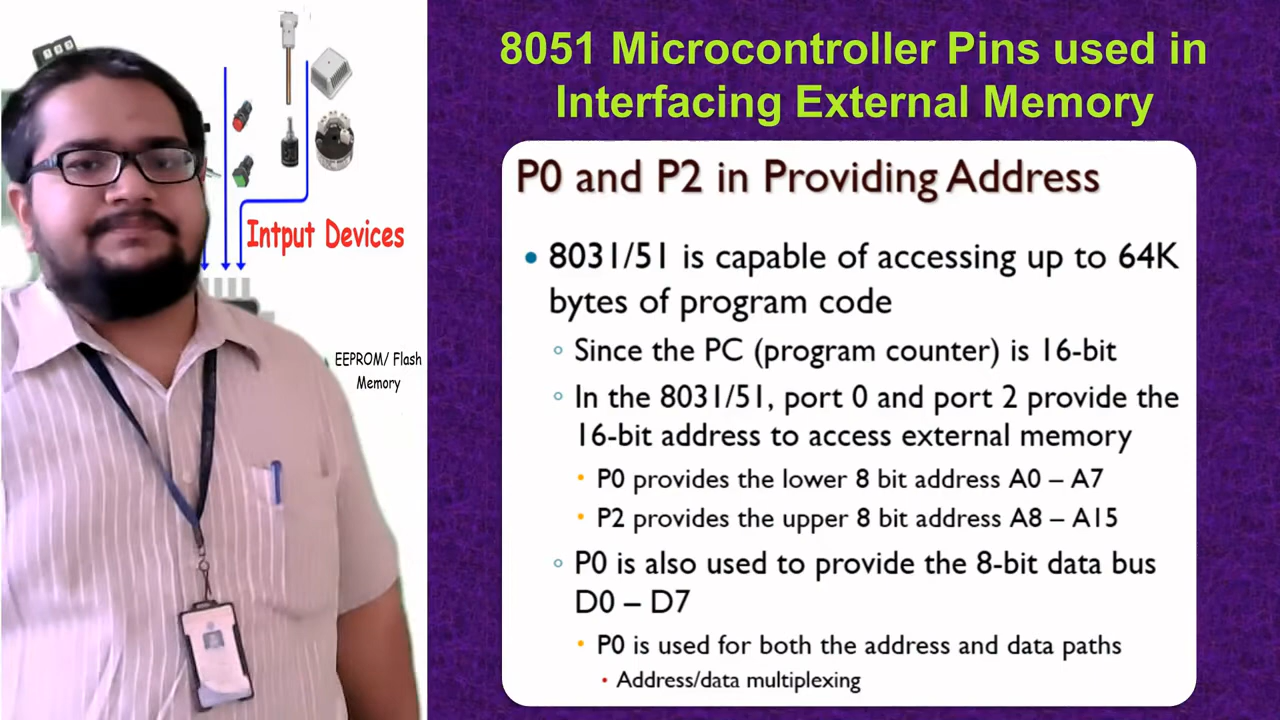 8051 Microcontroller Pins used in
Interfacing External Memory
P0 and P2 in Providing Address
• 8031/51 is capable of accessing up to 64K
bytes of program code
◦ Since the PC (program counter) is 16-bit
◦ In the 8031/51, port 0 and port 2 provide the
16-bit address to access external memory
• P0 provides the lower 8 bit address A0 – A7
• P2 provides the upper 8 bit address A8 – A15
◦ P0 is also used to provide the 8-bit data bus
D0 – D7
• P0 is used for both the address and data paths
• Address/data multiplexing
Intput Devices
EEPROM/ Flash
Memory